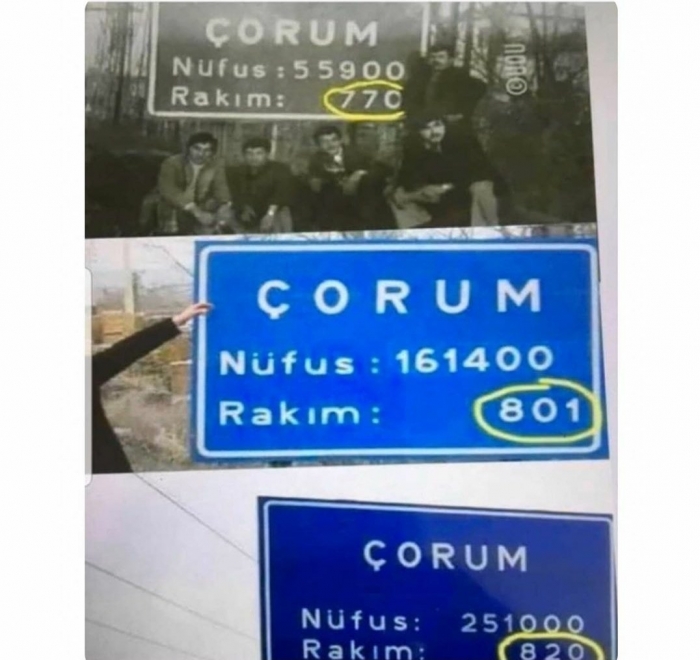 ÇORUM
Nüfus : 55900
Rakım: 770
ÇORUM
Nüfus : 161400
Rakım : 801
ÇORUM
Nüfus: 251000
Rakım: 820